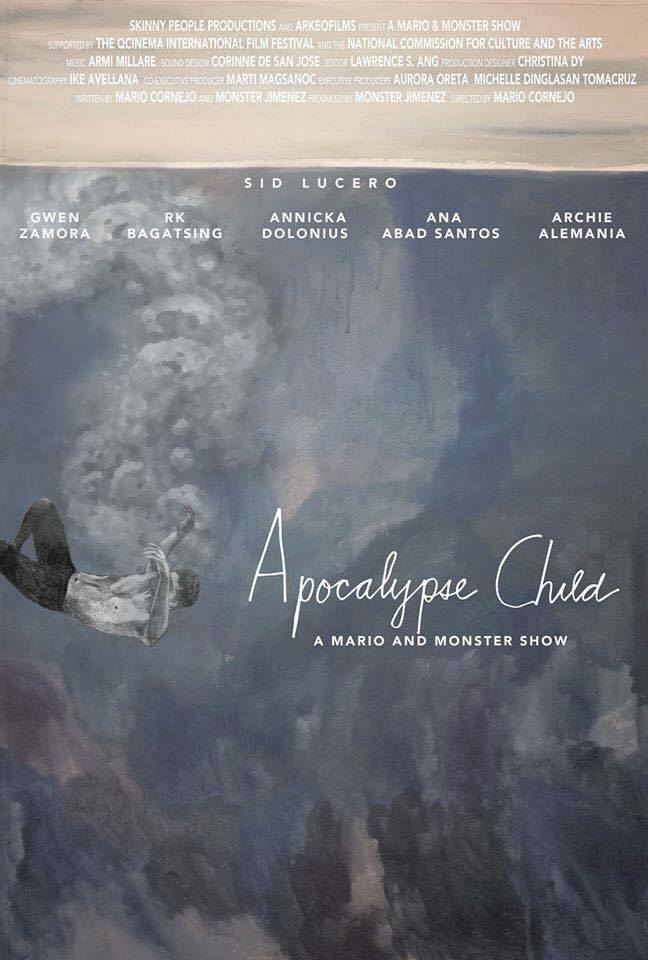 SKINNY PEOPLE PRODUCTIONS AND ARKEOFILMS PRESENT A MARIO & MONSTER SHOW
SUPPORTED BY THE QCINEMA INTERNATIONAL FILM FESTIVAL AND THE NATIONAL COMMISSION FOR CULTURE AND THE ARTS
MUSIC ARMI MILLARE SOUND DESIGN CORINNE DE SAN JOSE EDITOR LAWRENCE S. ANG PRODUCTION DESIGNER CHRISTINA DY
CINEMATOGRAPHY IKE AVELLANA CO-EXECUTIVE PRODUCER MARTI MAGSANOC EXECUTIVE PRODUCERS AURORA ORETA MICHELLE DINGLASAN TOMACRUZ
WRITTEN BY MARIO CORNEJO AND MONSTER JIMENEZ PRODUCED BY MONSTER JIMENEZ DIRECTED BY MARIO CORNEJO
SID LUCERO
GWEN ZAMORA
RK BAGATSING
ANNICKA DOLONIUS
ANA ABAD SANTOS
ARCHIE ALEMANIA
Apocalypse Child
A MARIO AND MONSTER SHOW